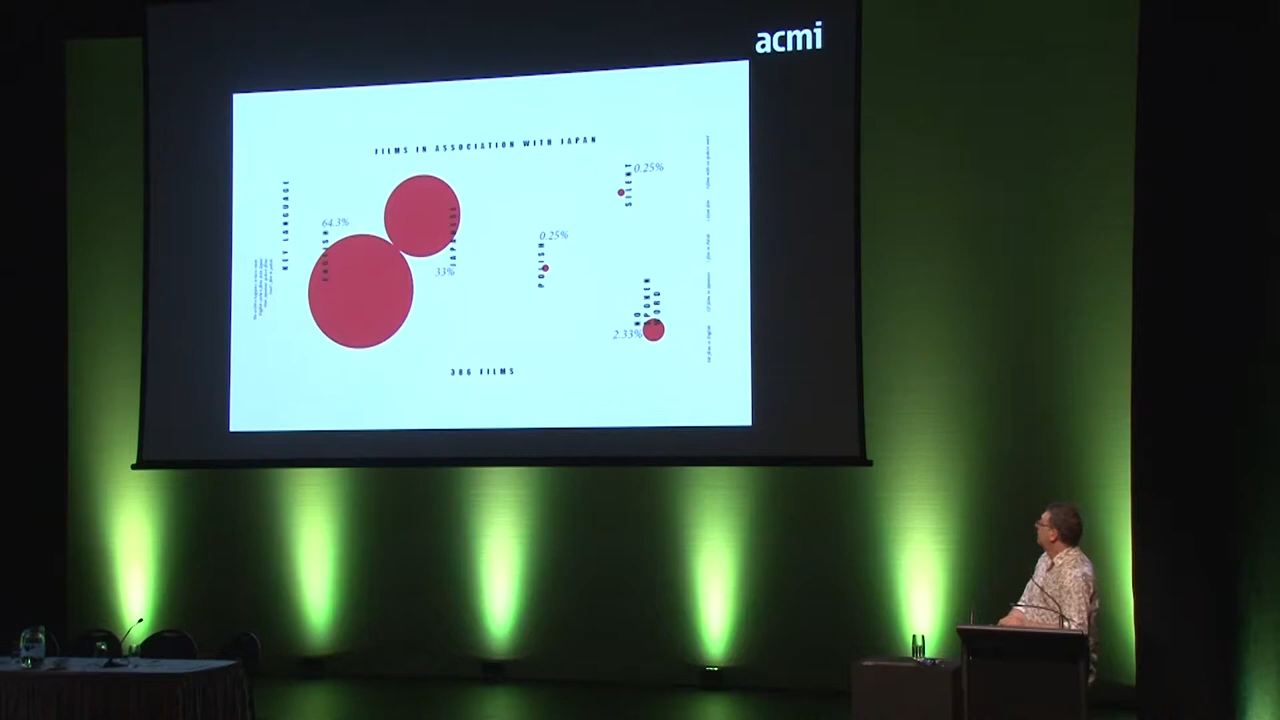 acmi
FILMS IN ASSOCIATION WITH JAPAN
KEY LANGUAGE
64.3%
ENGLISH
JAPANESE
33%
0.25%
POLISH
0.25%
SILENT
NO
SPOKEN
WORD
2.33%
386 FILMS